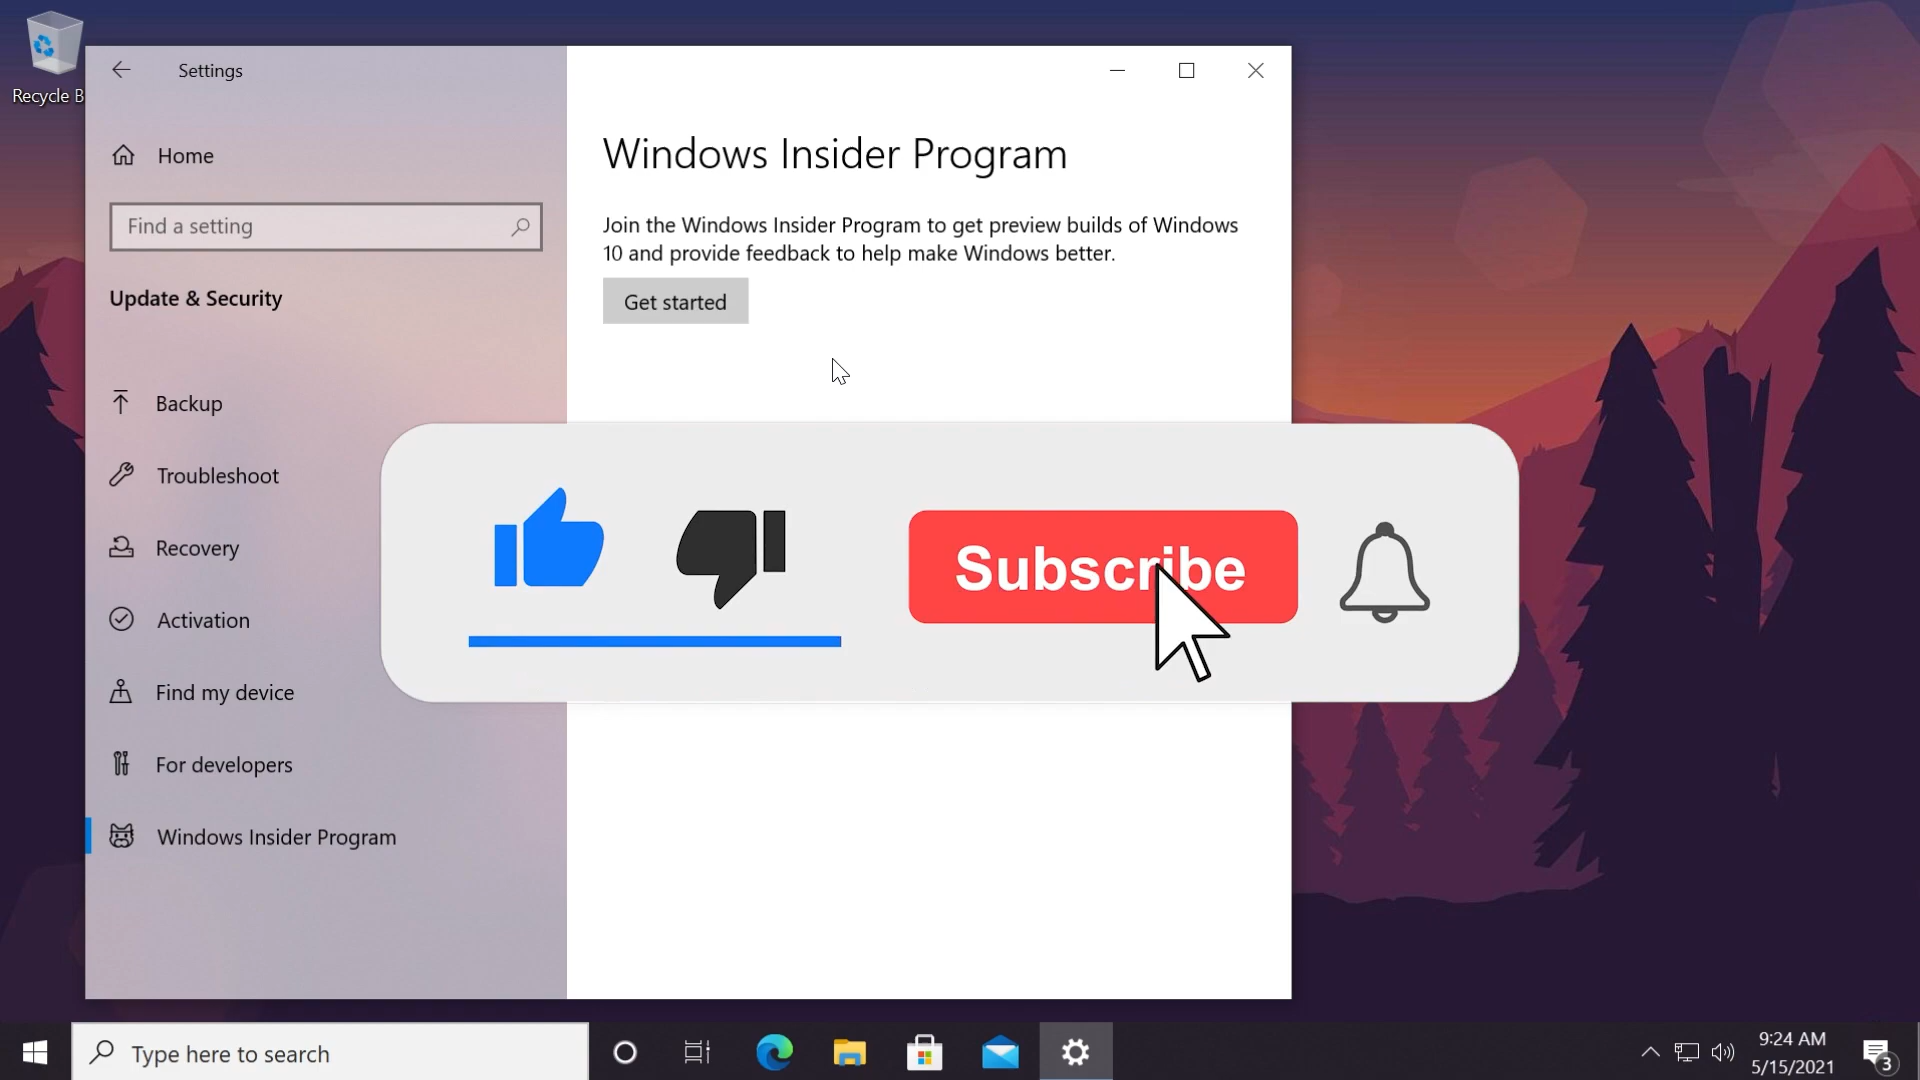 Recycle B
Settings
Home
Find a setting
Update & Security
Backup
Troubleshoot
Recovery
Activation
Find my device
For developers
Windows Insider Program
Windows Insider Program
Join the Windows Insider Program to get preview builds of Windows
10 and provide feedback to help make Windows better.
Get started
Subscribe
Type here to search
9:24 AM
5/15/2021
3